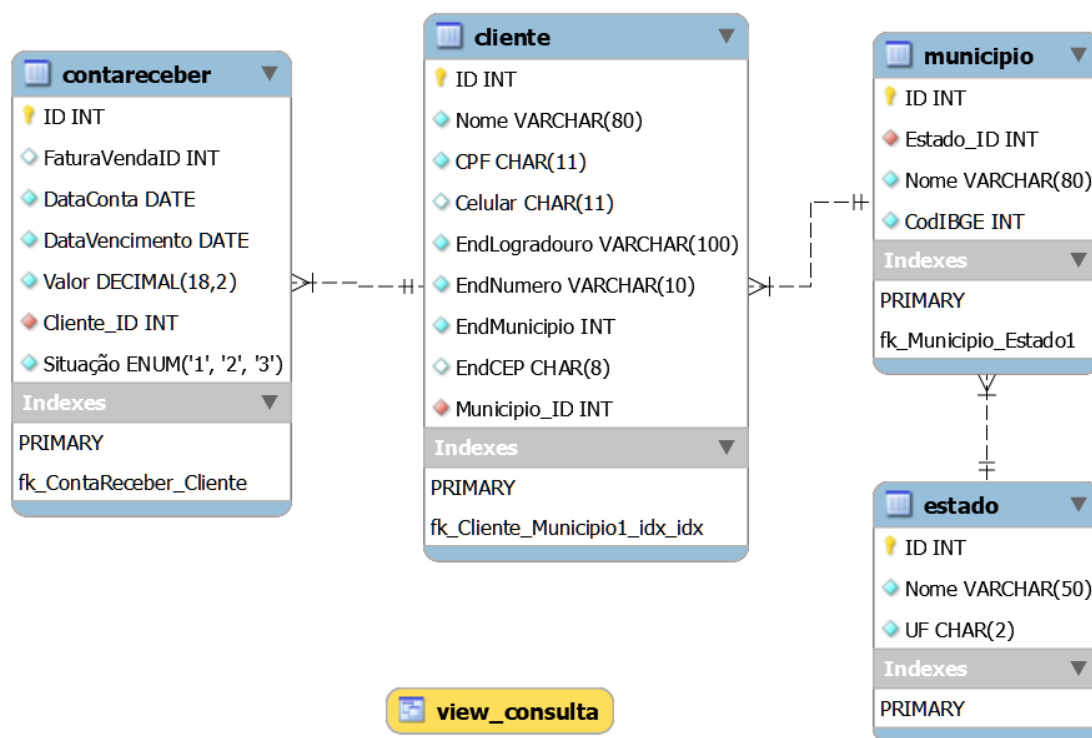 contareceber
ID INT
FaturaVendaID INT
DataConta DATE
DataVencimento DATE
Valor DECIMAL(18,2)
Cliente_ID INT
Situação ENUM('1', '2', '3')
Indexes
PRIMARY
fk_ContaReceber_Cliente
cliente
ID INT
Nome VARCHAR(80)
CPF CHAR(11)
Celular CHAR(11)
EndLogradouro VARCHAR(100)
EndNumero VARCHAR(10)
EndMunicipio INT
EndCEP CHAR(8)
Municipio_ID INT
Indexes
PRIMARY
fk_Cliente_Municipio1_idx_idx
municipio
ID INT
Estado_ID INT
Nome VARCHAR(80)
CodIBGE INT
Indexes
PRIMARY
fk_Municipio_Estado1
estado
ID INT
Nome VARCHAR(50)
UF CHAR(2)
Indexes
PRIMARY
view_consulta